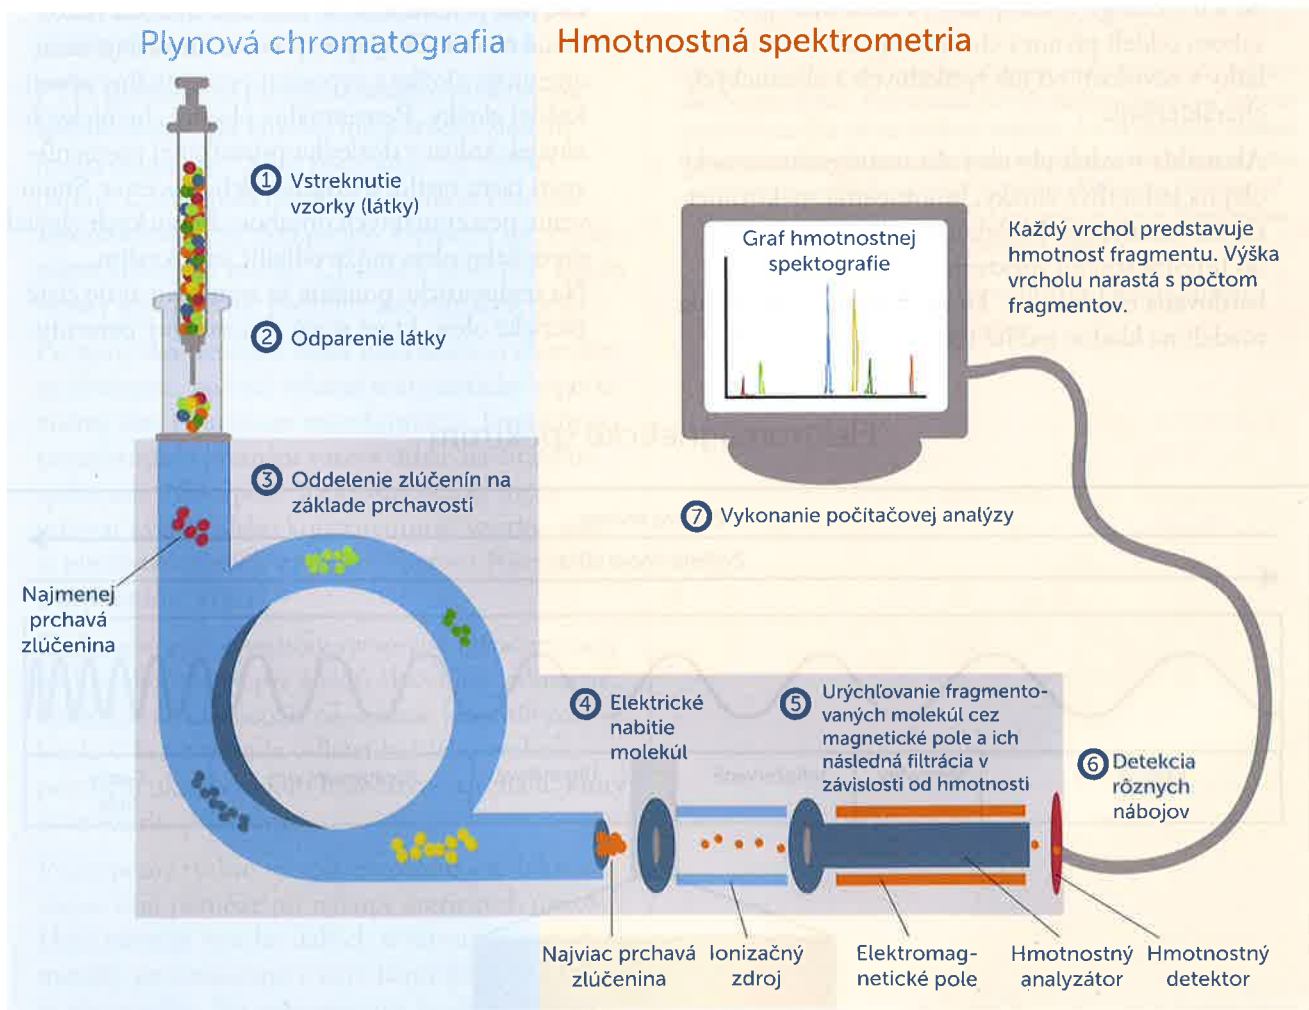 Plynová chromatografia
Hmotnostná spektrometria
1 Vstreknutie
vzorky (látky)
2 Odparenie látky
3 Oddelenie zlúčenín na
základe prchavosti
Najmenej
prchavá
zlúčenina
4 Elektrické
nabitie
molekúl
5 Urýchľovanie fragmento-
vaných molekúl cez
magnetické pole a ich
následná filtrácia v
závislosti od hmotnosti
6 Detekcia
rôznych
nábojov
Graf hmotnostnej
spektografie
Každý vrchol predstavuje
hmotnosť fragmentu. Výška
vrcholu narastá s počtom
fragmentov.
7 Vykonanie počítačovej analýzy
Najviac prchavá
zlúčenina
Ionizačný
zdroj
Elektromag-
netické pole
Hmotnostný
analyzátor
Hmotnostný
detektor